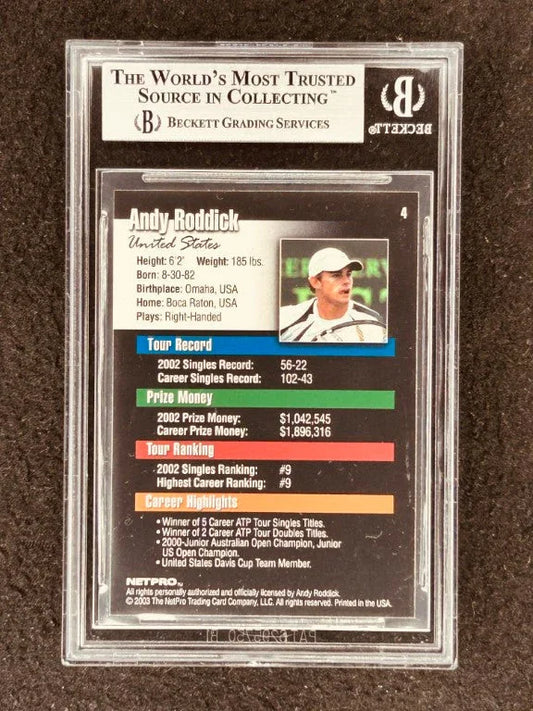 THE WORLD'S MOST TRUSTED
SOURCE IN COLLECTING™
B BECKETT GRADING SERVICES
B
BECKETT®
4
Andy Roddick
United States
Height: 6'2" Weight: 185 lbs.
Born: 8-30-82
Birthplace: Omaha, USA
Home: Boca Raton, USA
Plays: Right-Handed
Tour Record
2002 Singles Record: 56-22
Career Singles Record: 102-43
Prize Money
2002 Prize Money: $1,042,545
Career Prize Money: $1,896,316
Tour Ranking
2002 Singles Ranking: #9
Highest Career Ranking: #9
Career Highlights
• Winner of 5 Career ATP Tour Singles Titles.
• Winner of 2 Career ATP Tour Doubles Titles.
• 2000-Junior Australian Open Champion, Junior
US Open Champion.
• United States Davis Cup Team Member.
NETPRO™
All rights personally authorized and officially licensed by Andy Roddick.
© 2003 The NetPro Trading Card Company, LLC. All rights reserved. Printed in the USA.